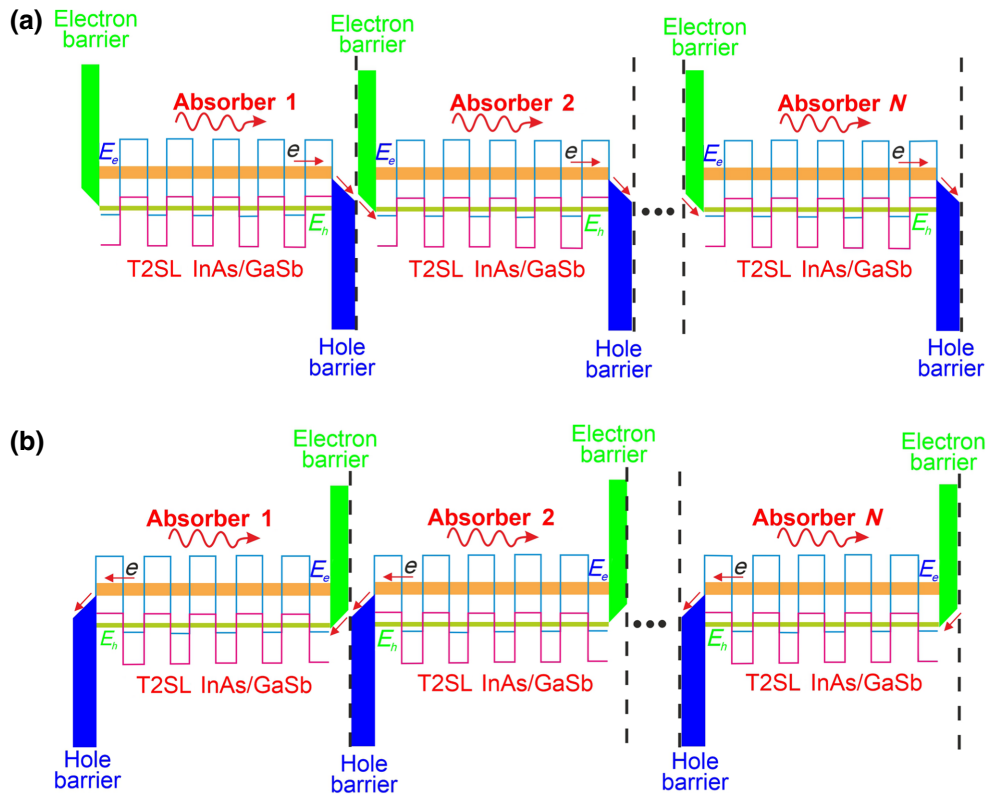 (a)
Electron
barrier
Electron
barrier
Electron
barrier
Absorber 1
Absorber 2
Absorber N
Ee
e
Ee
e
Ee
e
Eh
Eh
Eh
T2SL InAs/GaSb
T2SL InAs/GaSb
T2SL InAs/GaSb
Hole
barrier
Hole
barrier
Hole
barrier
(b)
Electron
barrier
Electron
barrier
Electron
barrier
Absorber 1
Absorber 2
Absorber N
e
Ee
e
Ee
e
Ee
Eh
Eh
Eh
T2SL InAs/GaSb
T2SL InAs/GaSb
T2SL InAs/GaSb
Hole
barrier
Hole
barrier
Hole
barrier